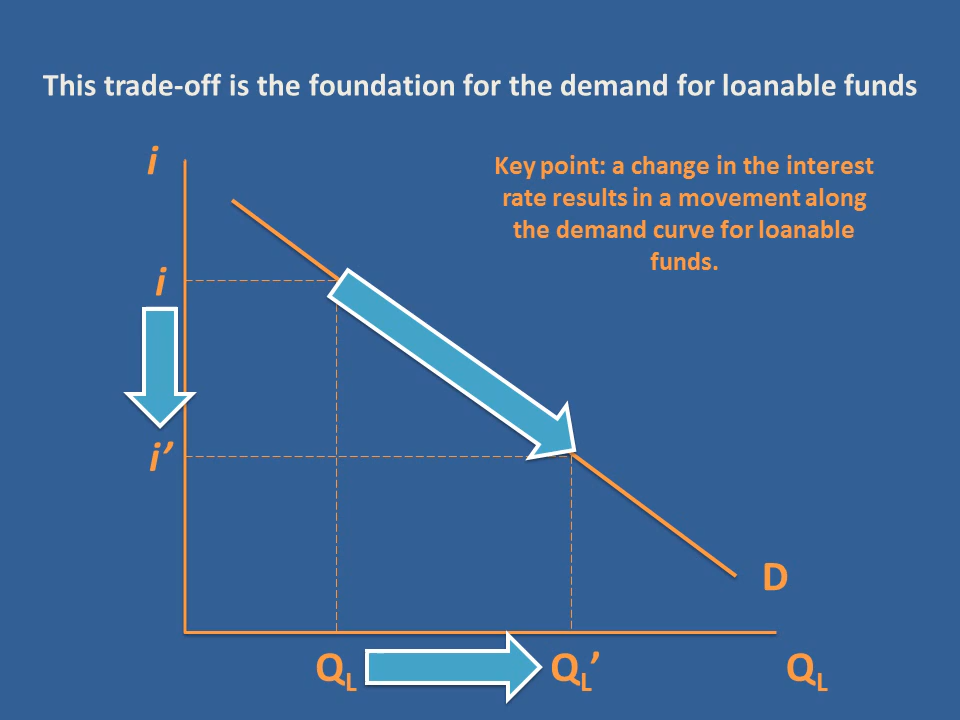 This trade-off is the foundation for the demand for loanable funds
i
Key point: a change in the interest
rate results in a movement along
the demand curve for loanable
funds.
i
i’
D
QL
QL’
QL